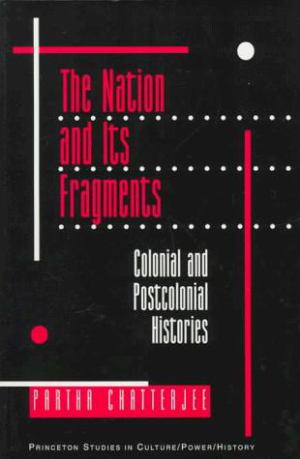 The Nation
and Its
Fragments
Colonial and
Postcolonial
Histories
PARTHA CHATTERJEE
PRINCETON STUDIES IN CULTURE/POWER/HISTORY